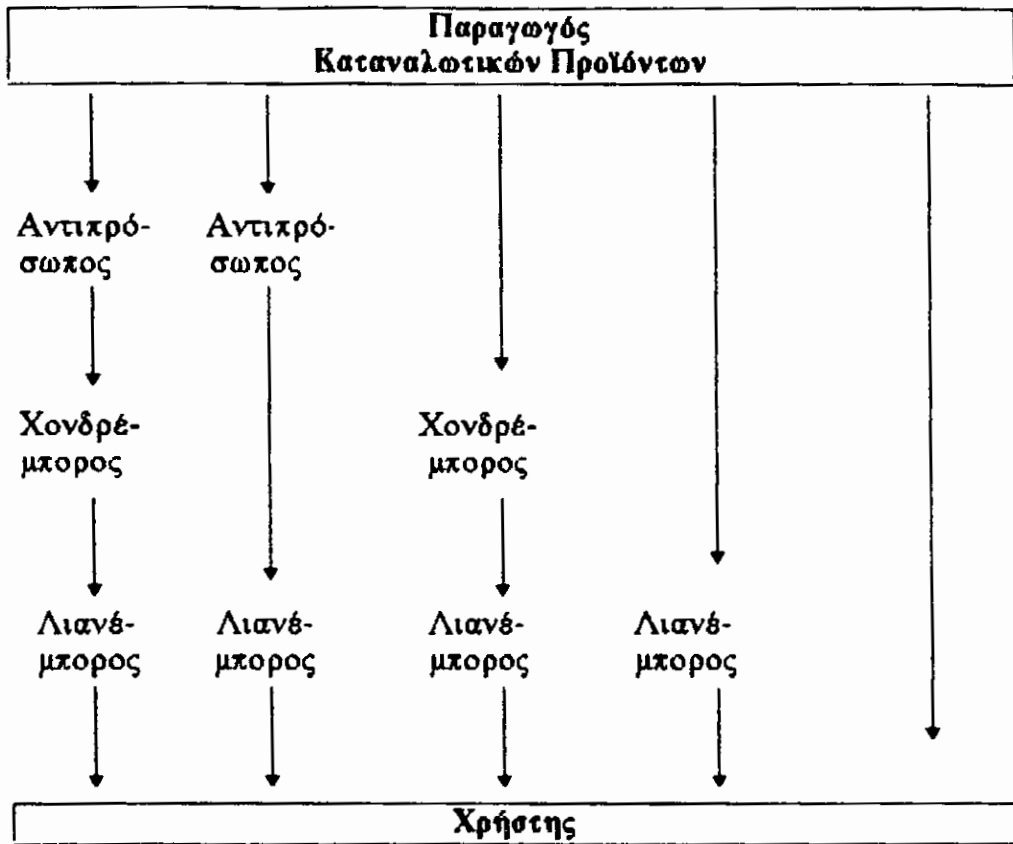 Παραγωγός
Καταναλωτικών Προϊόντων
Αντιπρό-
σωπος
Αντιπρό-
σωπος
Χονδρέ-
μπορος
Χονδρέ-
μπορος
Λιανέ-
μπορος
Λιανέ-
μπορος
Λιανέ-
μπορος
Λιανέ-
μπορος
Χρήστης